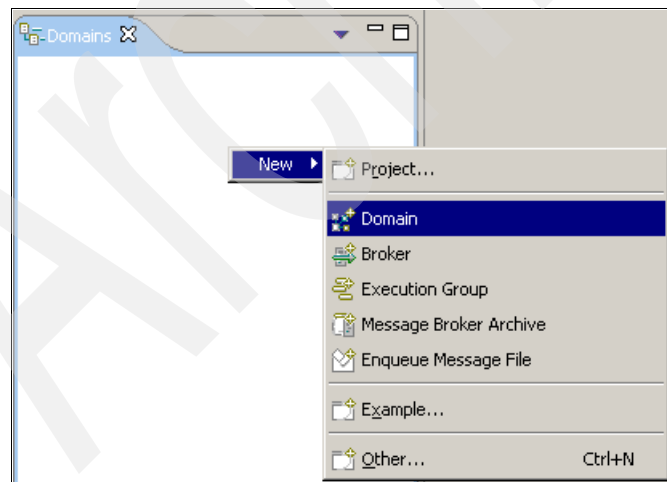 Domains
New
Project...
Domain
Broker
Execution Group
Message Broker Archive
Enqueue Message File
Example...
Other... Ctrl+N